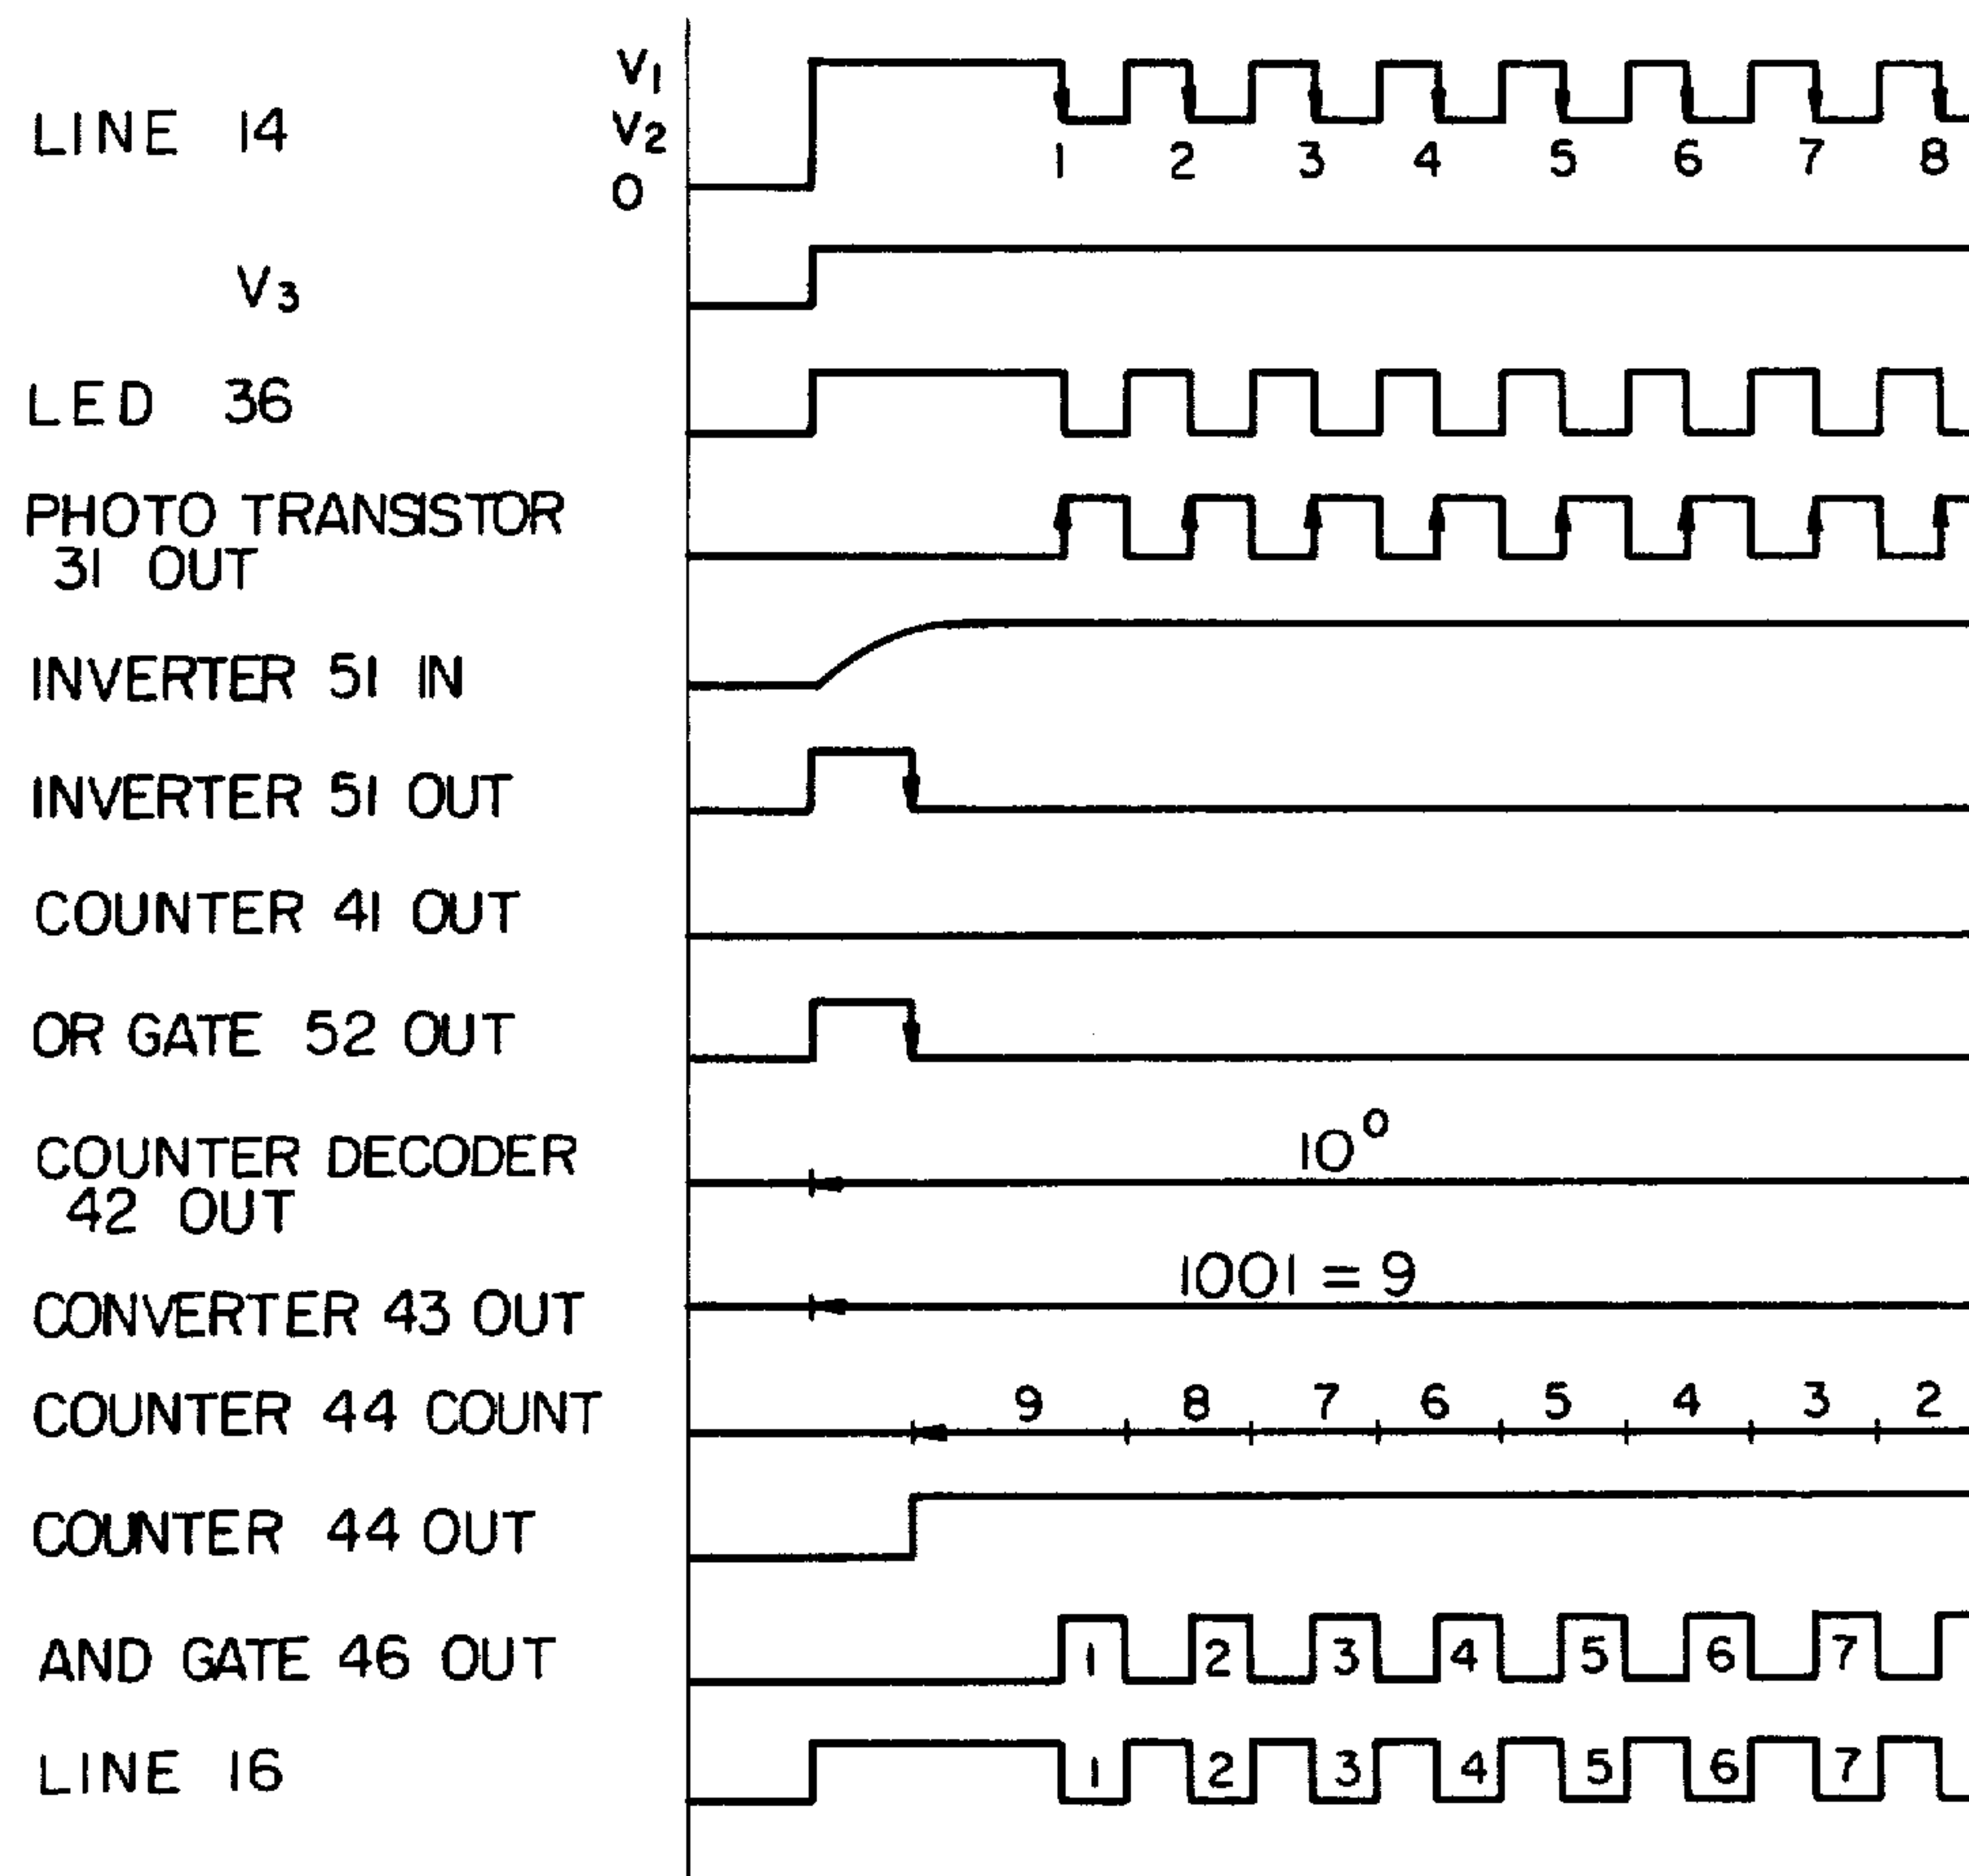 V1
LINE 14
V2
0
1 2 3 4 5 6 7 8
V3
LED 36
PHOTO TRANSISTOR
31 OUT
INVERTER 51 IN
INVERTER 51 OUT
COUNTER 41 OUT
OR GATE 52 OUT
COUNTER DECODER
42 OUT
10°
CONVERTER 43 OUT
1001 = 9
COUNTER 44 COUNT
9 8 7 6 5 4 3 2
COUNTER 44 OUT
AND GATE 46 OUT
1 2 3 4 5 6 7
LINE 16
1 2 3 4 5 6 7